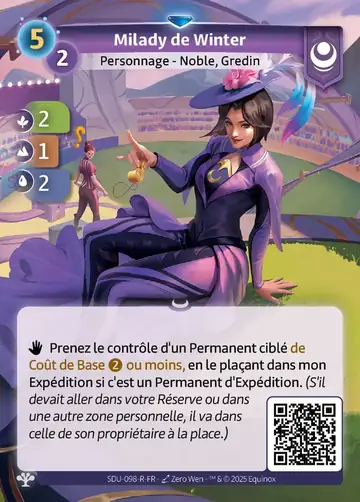 5
2
Milady de Winter
Personnage - Noble, Gredin
2
1
2
Prenez le contrôle d'un Permanent ciblé de
Coût de Base 2 ou moins, en le plaçant dans mon
Expédition si c'est un Permanent d'Expédition. (S'il
devait aller dans votre Réserve ou dans
une autre zone personnelle, il va dans
celle de son propriétaire à la place.)
SDU-098-R-FR - Zero Wen - ™ & © 2025 Equinox